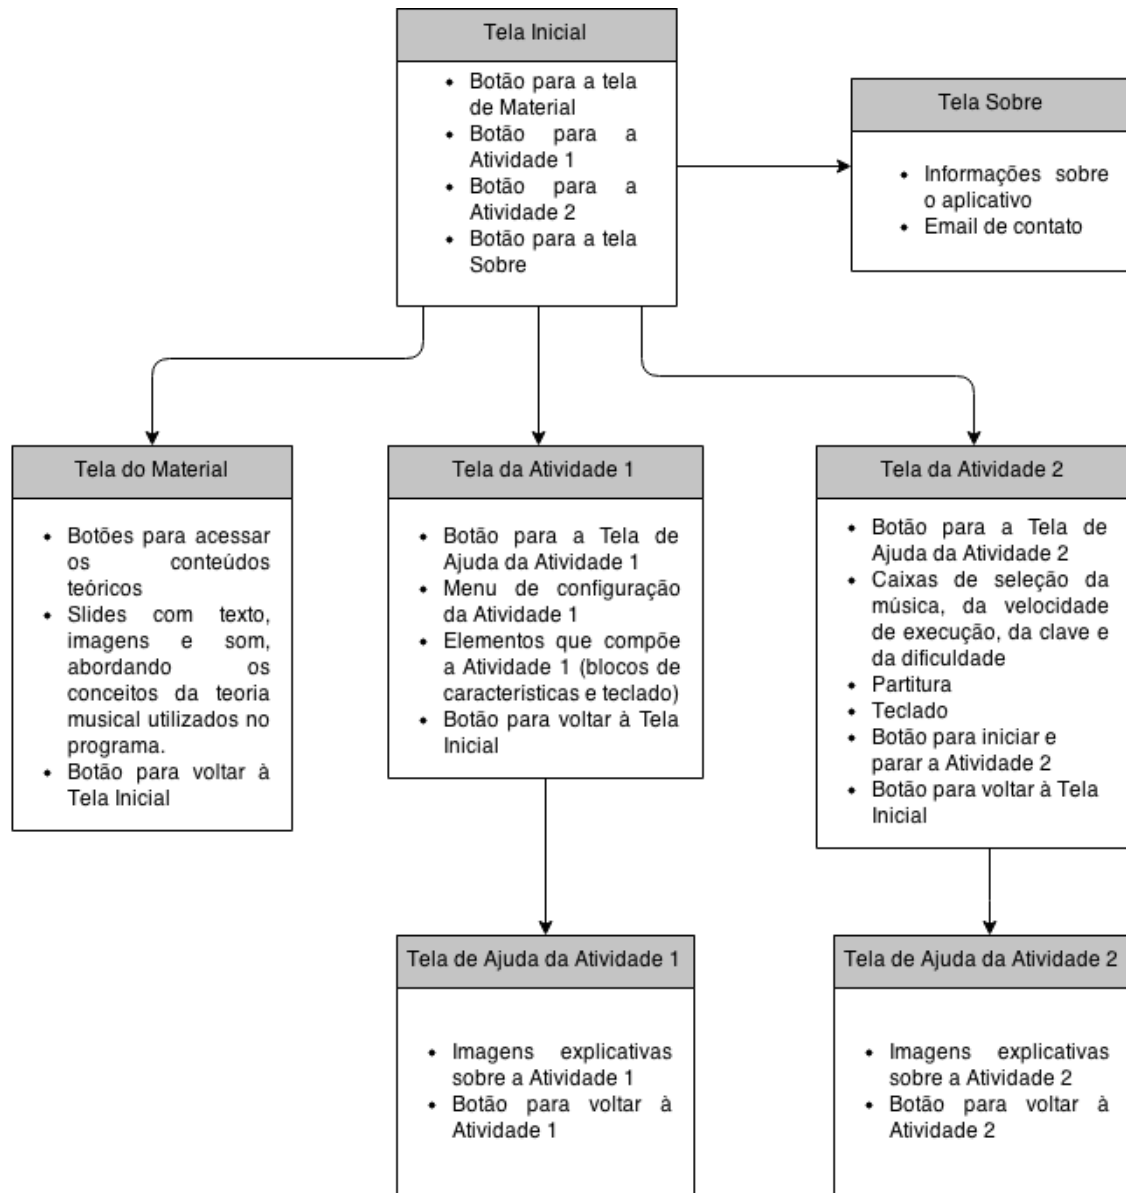 Tela Inicial
• Botão para a tela
de Material
• Botão para a
Atividade 1
• Botão para a
Atividade 2
• Botão para a tela
Sobre
Tela Sobre
• Informações sobre
o aplicativo
• Email de contato
Tela do Material
• Botões para acessar
os conteúdos
teóricos
• Slides com texto,
imagens e som,
abordando os
conceitos da teoria
musical utilizados no
programa.
• Botão para voltar à
Tela Inicial
Tela da Atividade 1
• Botão para a Tela de
Ajuda da Atividade 1
• Menu de configuração
da Atividade 1
• Elementos que compõe
a Atividade 1 (blocos de
características e teclado)
• Botão para voltar à Tela
Inicial
Tela da Atividade 2
• Botão para a Tela de
Ajuda da Atividade 2
• Caixas de seleção da
música, da velocidade
de execução, da clave e
da dificuldade
• Partitura
• Teclado
• Botão para iniciar e
parar a Atividade 2
• Botão para voltar à Tela
Inicial
Tela de Ajuda da Atividade 1
• Imagens explicativas
sobre a Atividade 1
• Botão para voltar à
Atividade 1
Tela de Ajuda da Atividade 2
• Imagens explicativas
sobre a Atividade 2
• Botão para voltar à
Atividade 2